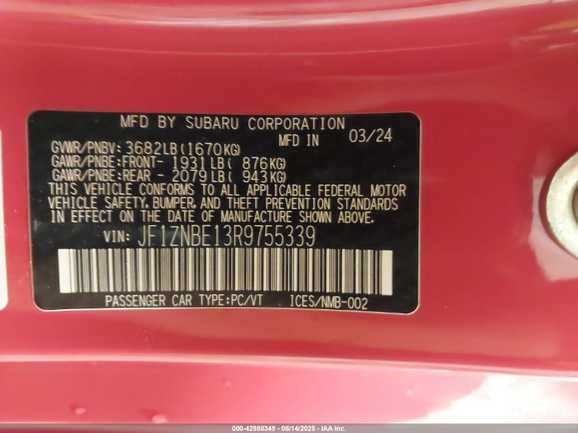 MFD BY SUBARU CORPORATION
MFD IN 03/24
GVWR/PNBV: 3682LB(1670KG)
GAWR/PNBE:FRONT- 1931LB( 876KG)
GAWR/PNBE:REAR - 2079LB( 943KG)
THIS VEHICLE CONFORMS TO ALL APPLICABLE FEDERAL MOTOR
VEHICLE SAFETY, BUMPER, AND THEFT PREVENTION STANDARDS
IN EFFECT ON THE DATE OF MANUFACTURE SHOWN ABOVE.
VIN: JF1ZNBE13R9755339
PASSENGER CAR TYPE:PC/VT ICES/NMB-002
000-42988349 - 08/14/2025 - IAA Inc.